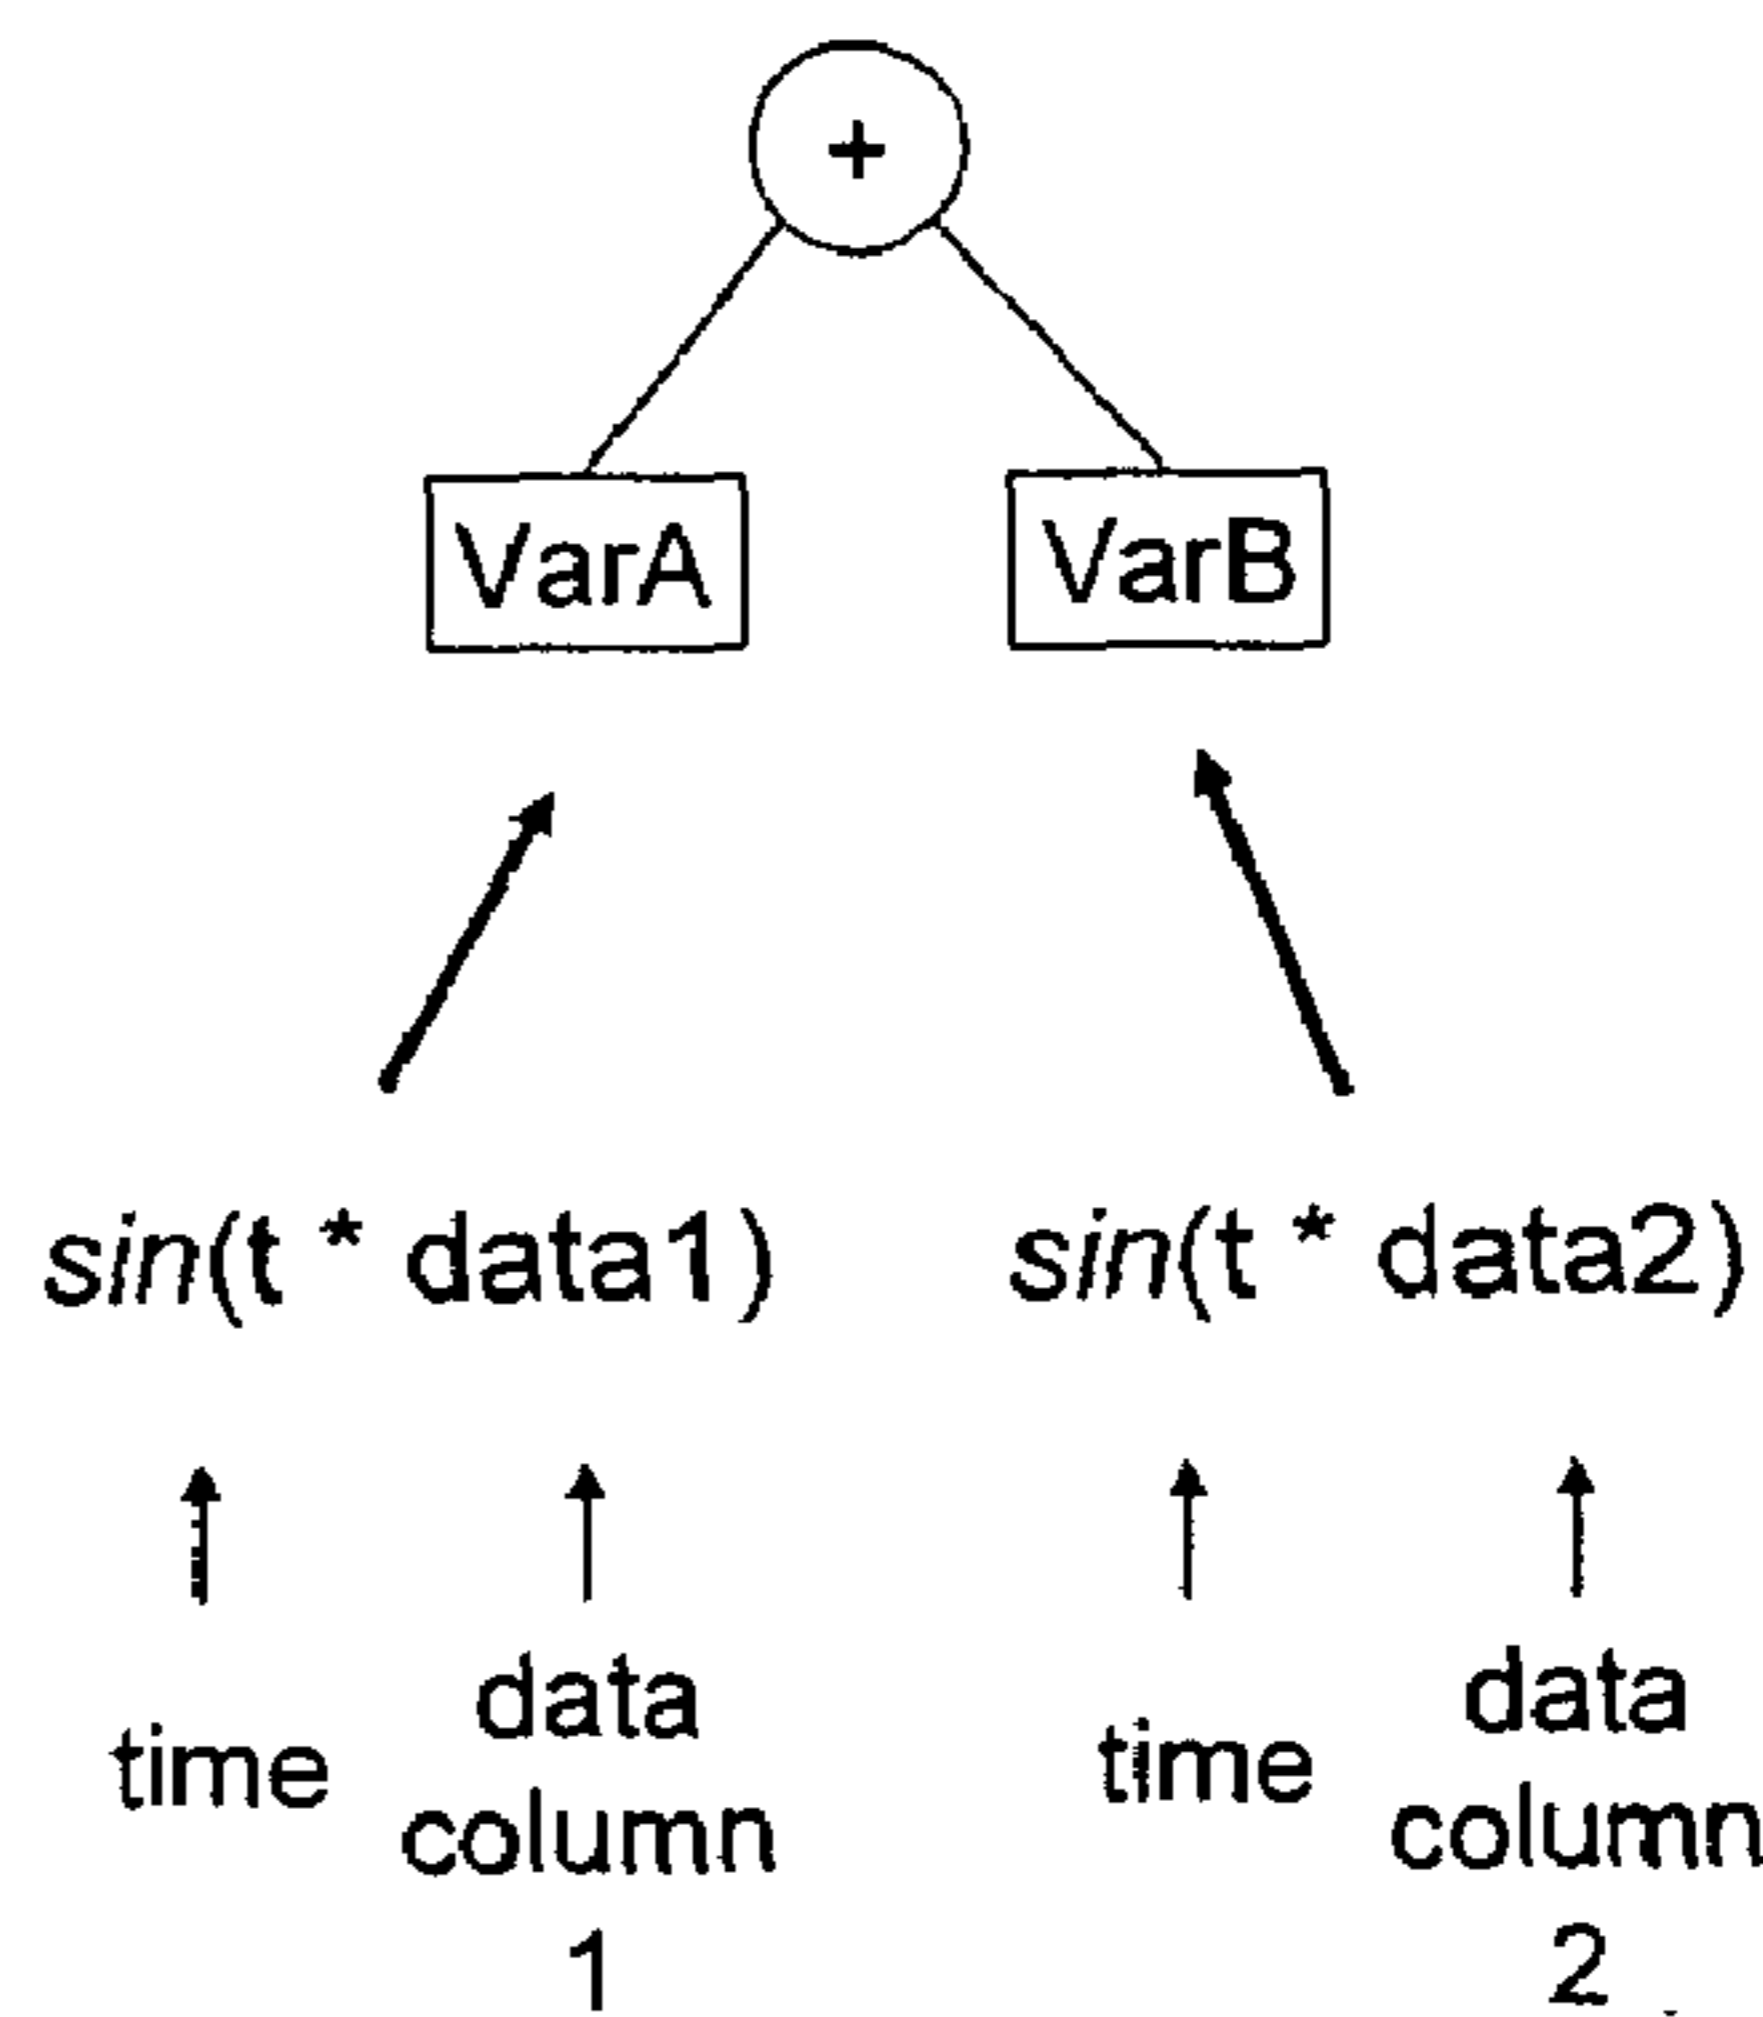 +
VarA VarB
sin(t * data1) sin(t * data2)
time data column 1 time data column 2